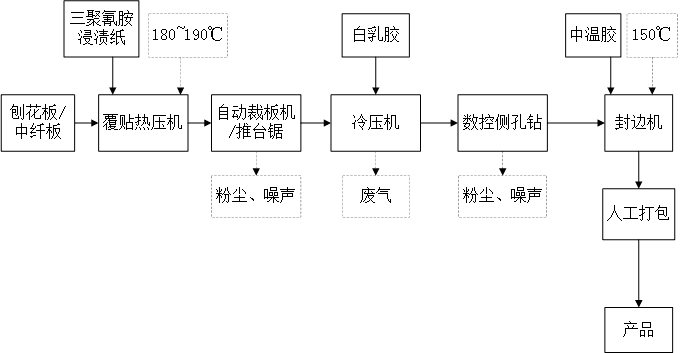 三聚氰胺
浸渍纸
180~190℃
白乳胶
中温胶
150℃
刨花板/
中纤板
覆贴热压机
自动裁板机
/推台锯
冷压机
数控侧孔钻
封边机
粉尘、噪声
废气
粉尘、噪声
人工打包
产品